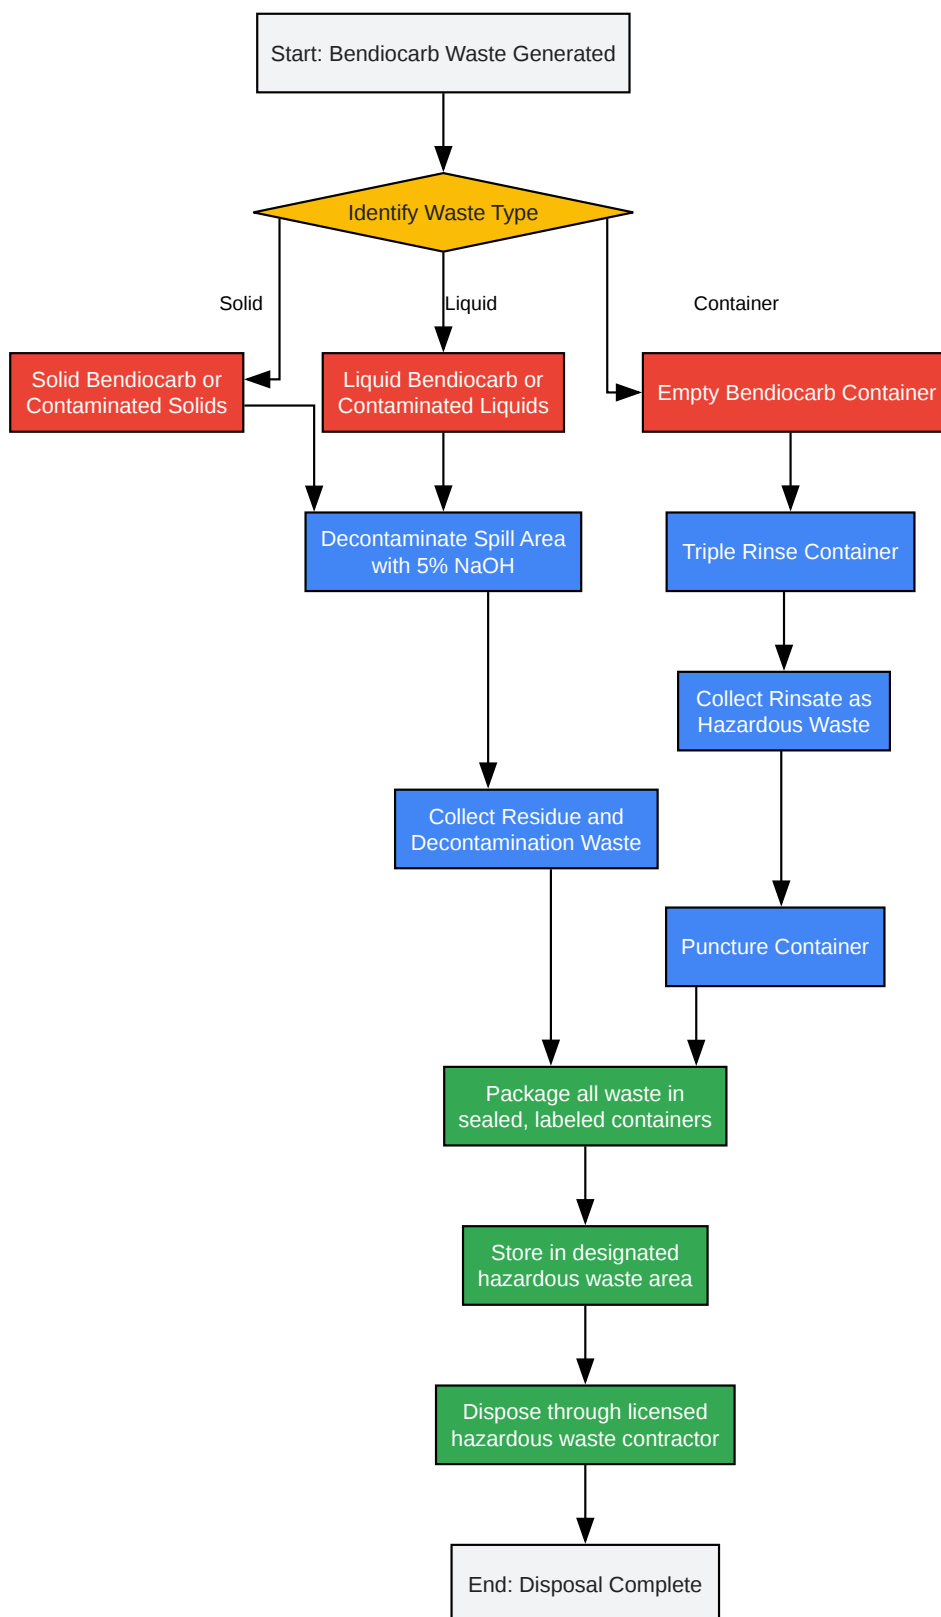 Start: Bendiocarb Waste Generated
Identify Waste Type
Solid
Liquid
Container
Solid Bendiocarb or
Contaminated Solids
Liquid Bendiocarb or
Contaminated Liquids
Empty Bendiocarb Container
Decontaminate Spill Area
with 5% NaOH
Triple Rinse Container
Collect Rinsate as
Hazardous Waste
Collect Residue and
Decontamination Waste
Puncture Container
Package all waste in
sealed, labeled containers
Store in designated
hazardous waste area
Dispose through licensed
hazardous waste contractor
End: Disposal Complete